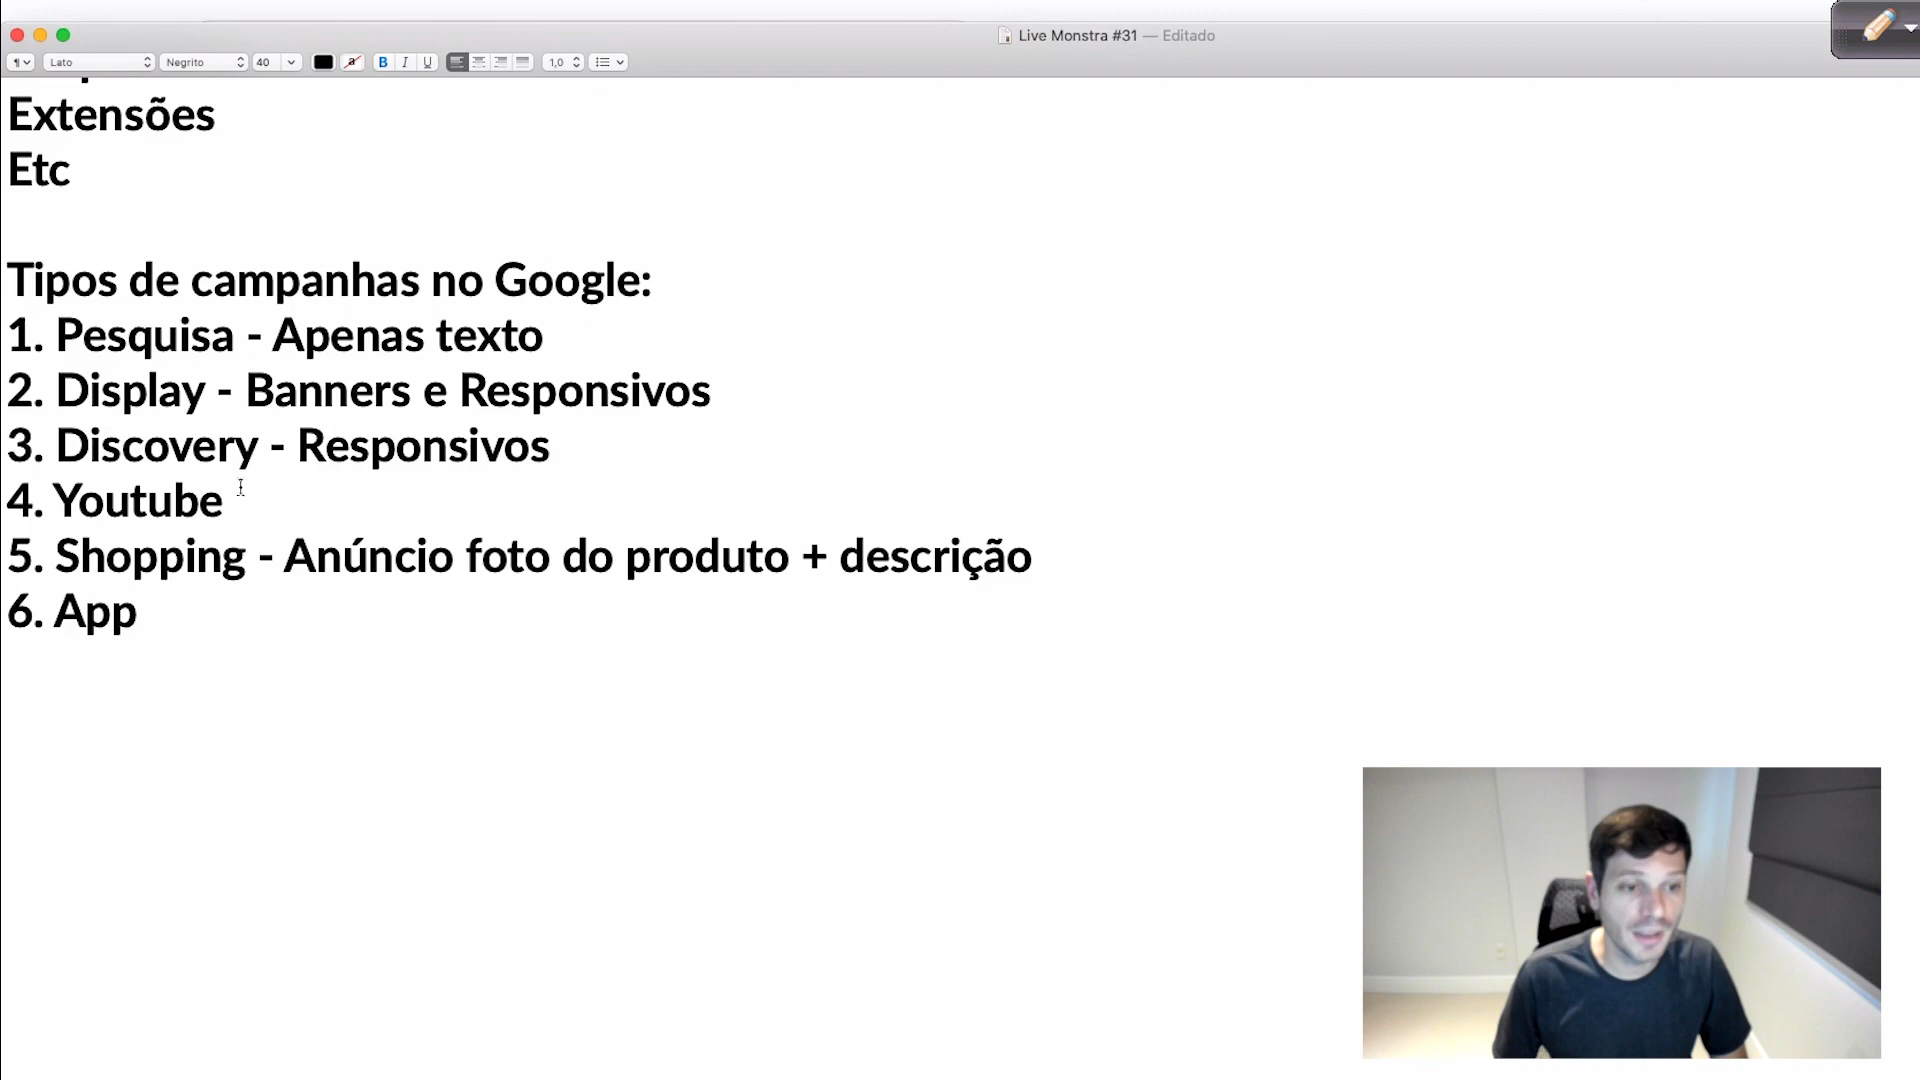 Live Monstra #31 — Editado
Lato
Negrito
40
a
B I U
1,0
Extensões
Etc
Tipos de campanhas no Google:
1. Pesquisa - Apenas texto
2. Display - Banners e Responsivos
3. Discovery - Responsivos
4. Youtube
5. Shopping - Anúncio foto do produto + descrição
6. App